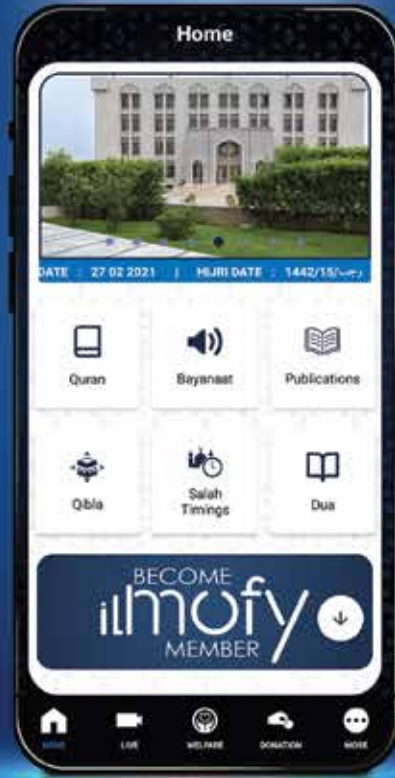 Home
DATE : 27 02 2021 | HIJRI DATE : 1442/15/رجب
Quran
Bayanaat
Publications
Qibla
Salah
Timings
Dua
BECOME
ilmofy
MEMBER
HOME
LIVE
WELFARE
DONATION
MORE